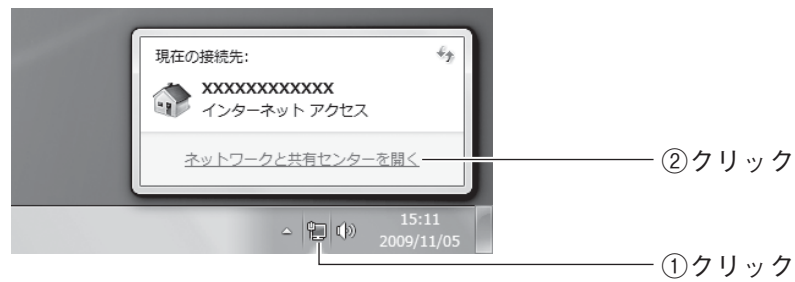 現在の接続先:
XXXXXXXXXXXX
インターネット アクセス
ネットワークと共有センターを開く
②クリック
15:11
2009/11/05
①クリック